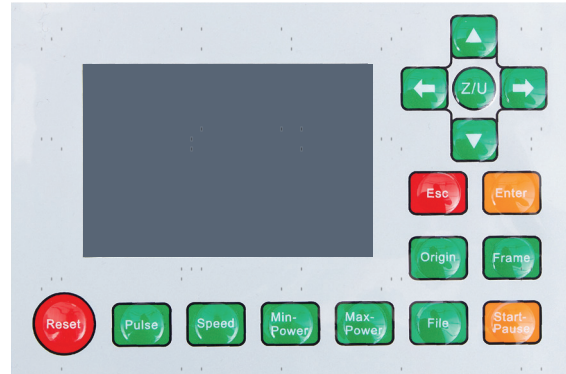 Z/U
Esc
Enter
Origin
Frame
Reset
Pulse
Speed
Min-
Power
Max-
Power
File
Start-
Pause